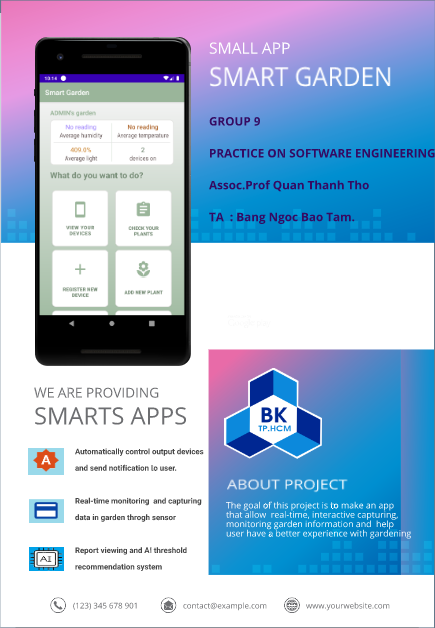 SMALL APP
SMART GARDEN
GROUP 9
PRACTICE ON SOFTWARE ENGINEERING
Assoc.Prof Quan Thanh Tho
TA : Bang Ngoc Bao Tam.
13:14
Smart Garden
ADMIN's garden
No reading
Average humidity
No reading
Average temperature
409.0%
Average light
2
devices on
What do you want to do?
VIEW YOUR
DEVICES
CHECK YOUR
PLANTS
REGISTER NEW
DEVICE
ADD NEW PLANT
WE ARE PROVIDING
SMARTS APPS
A
Automatically control output devices
and send notification to user.
Real-time monitoring and capturing
data in garden throgh sensor
AI
Report viewing and AI threshold
recommendation system
BK
TP.HCM
ABOUT PROJECT
The goal of this project is to make an app
that allow real-time, interactive capturing,
monitoring garden information and help
user have a better experience with gardening
(123) 345 678 901
contact@example.com
www.yourwebsite.com